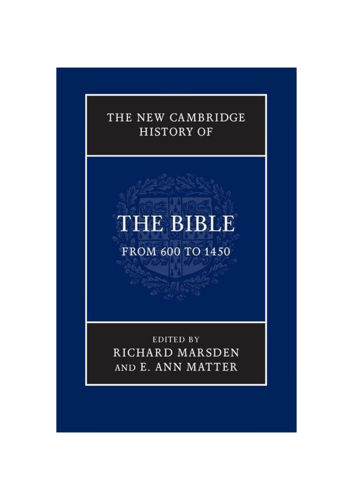 THE NEW CAMBRIDGE
HISTORY OF
THE BIBLE
FROM 600 TO 1450
EDITED BY
RICHARD MARSDEN
AND E. ANN MATTER